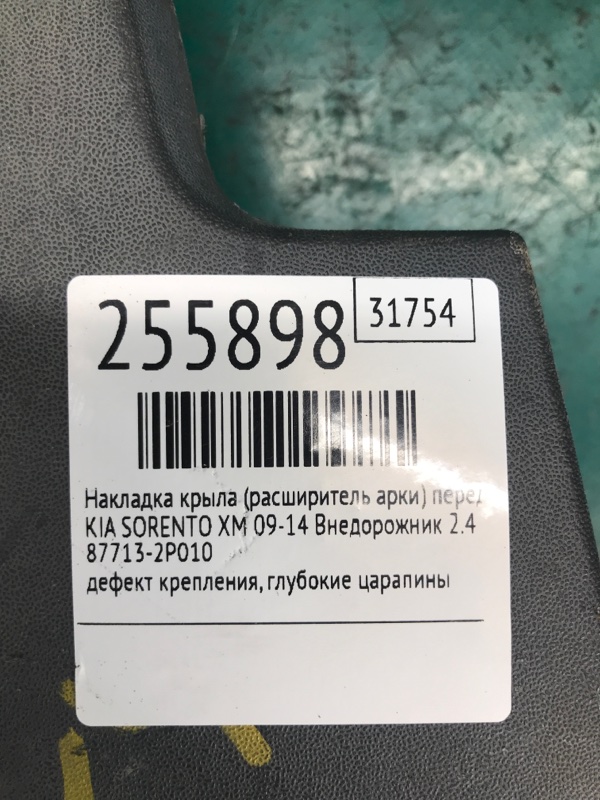 255898
31754
Накладка крыла (расширитель арки) перед
KIA SORENTO XM 09-14 Внедорожник 2.4
87713-2P010
дефект крепления, глубокие царапины